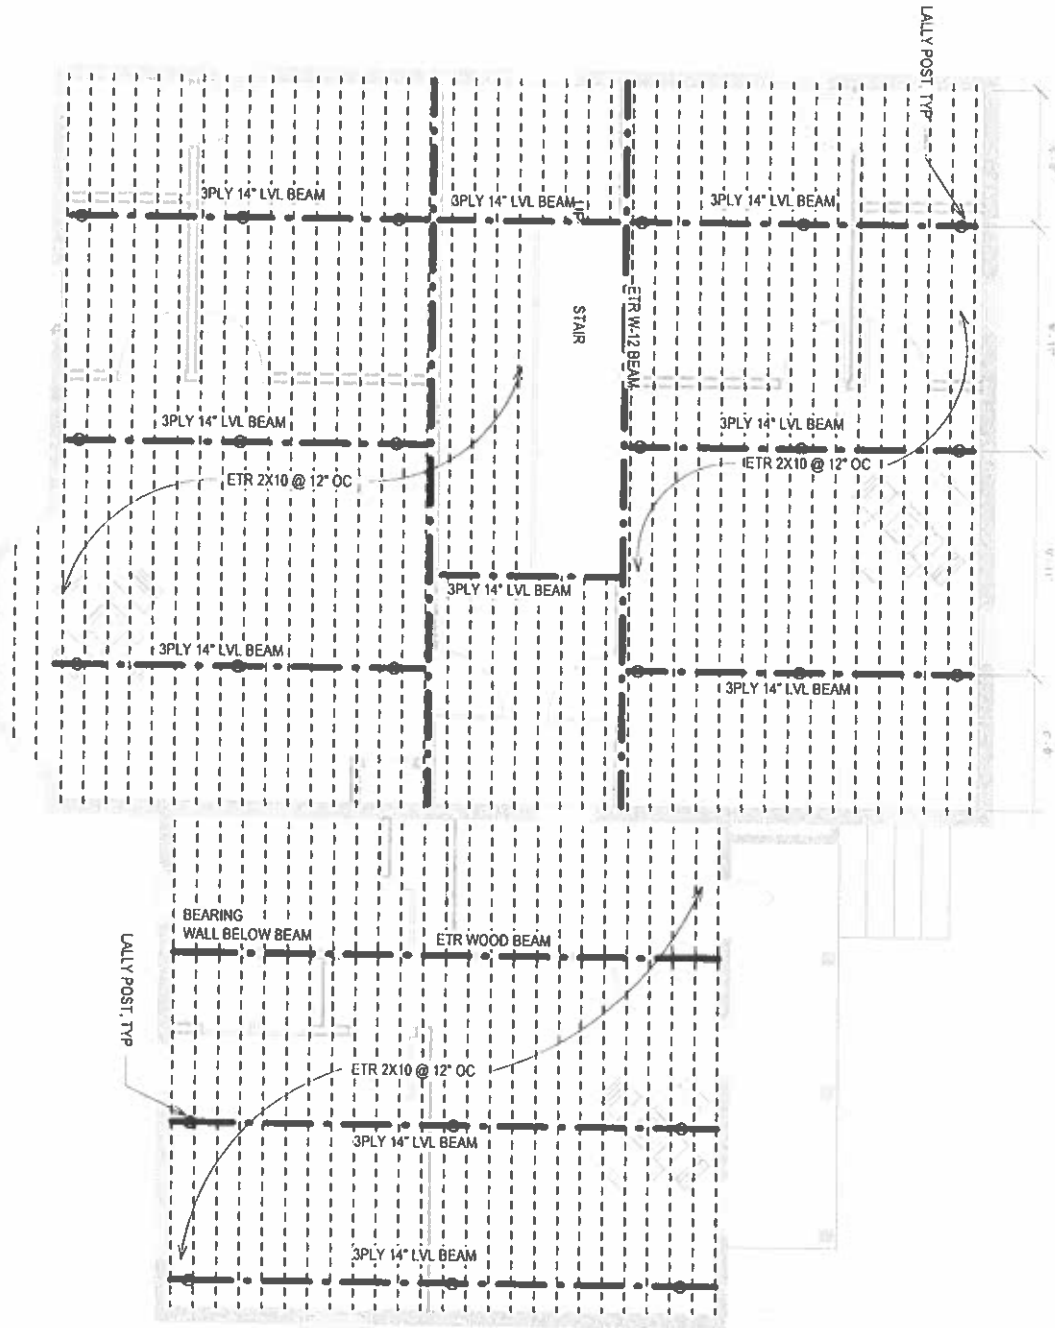 LALLY POST, TYP
3PLY 14" LVL BEAM
3PLY 14" LVL BEAM
UP
3PLY 14" LVL BEAM
STAIR
ETR W-12 BEAM
3PLY 14" LVL BEAM
3PLY 14" LVL BEAM
ETR 2X10 @ 12" OC
ETR 2X10 @ 12" OC
3PLY 14" LVL BEAM
3PLY 14" LVL BEAM
3PLY 14" LVL BEAM
BEARING
WALL BELOW BEAM
ETR WOOD BEAM
LALLY POST, TYP
ETR 2X10 @ 12" OC
3PLY 14" LVL BEAM
3PLY 14" LVL BEAM